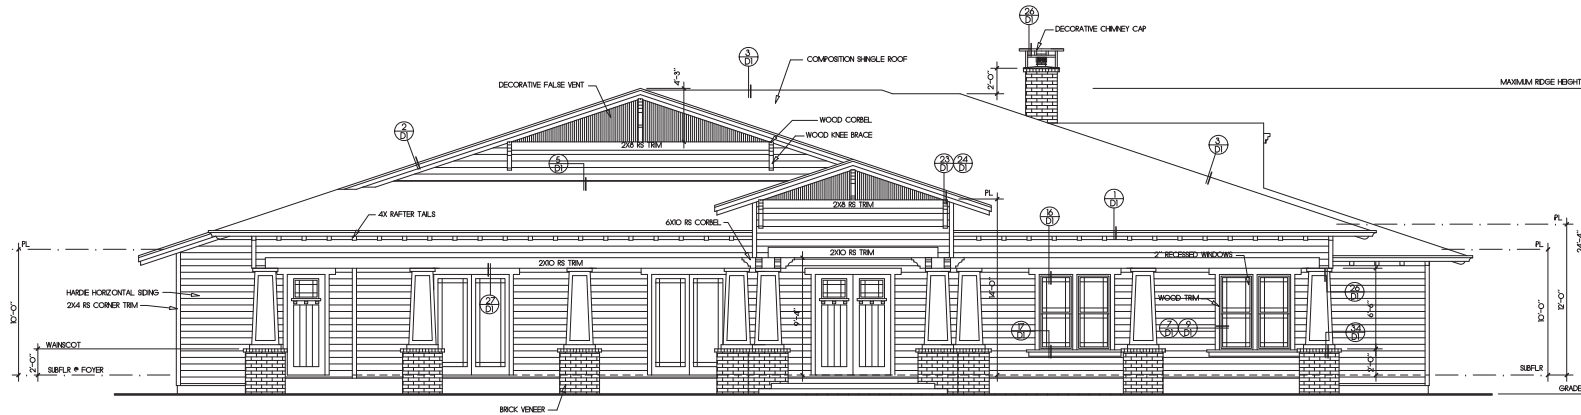 26
D1
DECORATIVE CHIMNEY CAP
3
D1
COMPOSITION SHINGLE ROOF
4'-3"
2'-0"
DECORATIVE FALSE VENT
MAXIMUM RIDGE HEIGHT
WOOD CORBEL
2
D1
WOOD KNEE BRACE
2X8 RS TRIM
3
D1
5
D1
23
D1
24
D1
PL
1
D1
2X8 RS TRIM
4X RAFTER TAILS
6X10 RS CORBEL
16
D1
PL
24'-4"
PL
PL
2X10 RS TRIM
2X10 RS TRIM
2" RECESSED WINDOWS
HARDIE HORIZONTAL SIDING
2X4 RS CORNER TRIM
27
D1
14'-0"
WOOD TRIM
26
D1
6'-6"
10'-0"
9'-4"
10'-0"
12'-0"
17
D1
7
D1
9
D1
34
D1
WAINSCOT
2'-0"
2'-0"
SUBFLR @ FOYER
SUBFLR
GRADE
BRICK VENEER